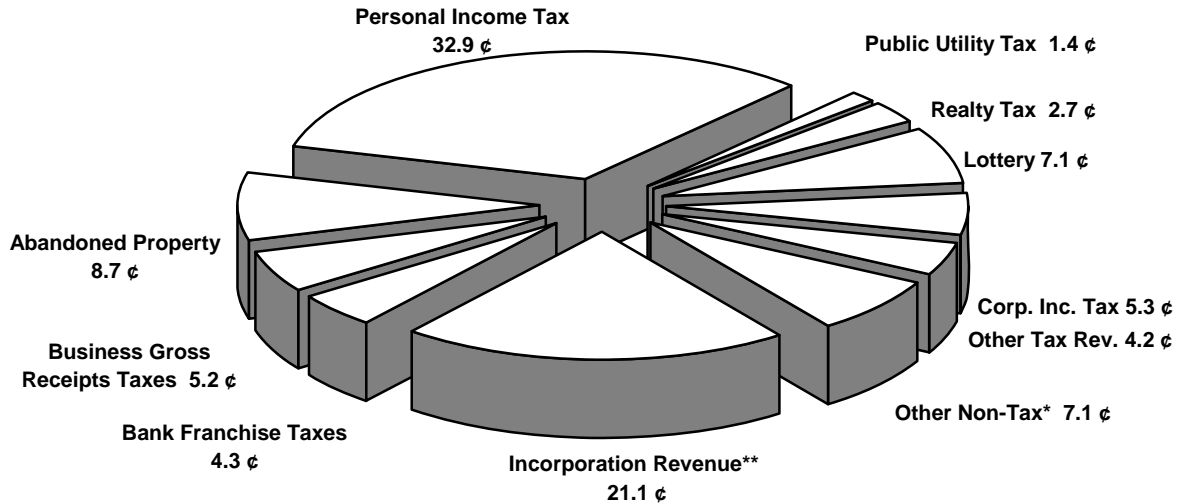 Personal Income Tax
32.9 ¢
Public Utility Tax 1.4 ¢
Realty Tax 2.7 ¢
Lottery 7.1 ¢
Abandoned Property
8.7 ¢
Corp. Inc. Tax 5.3 ¢
Other Tax Rev. 4.2 ¢
Business Gross
Receipts Taxes 5.2 ¢
Other Non-Tax* 7.1 ¢
Bank Franchise Taxes
4.3 ¢
Incorporation Revenue**
21.1 ¢